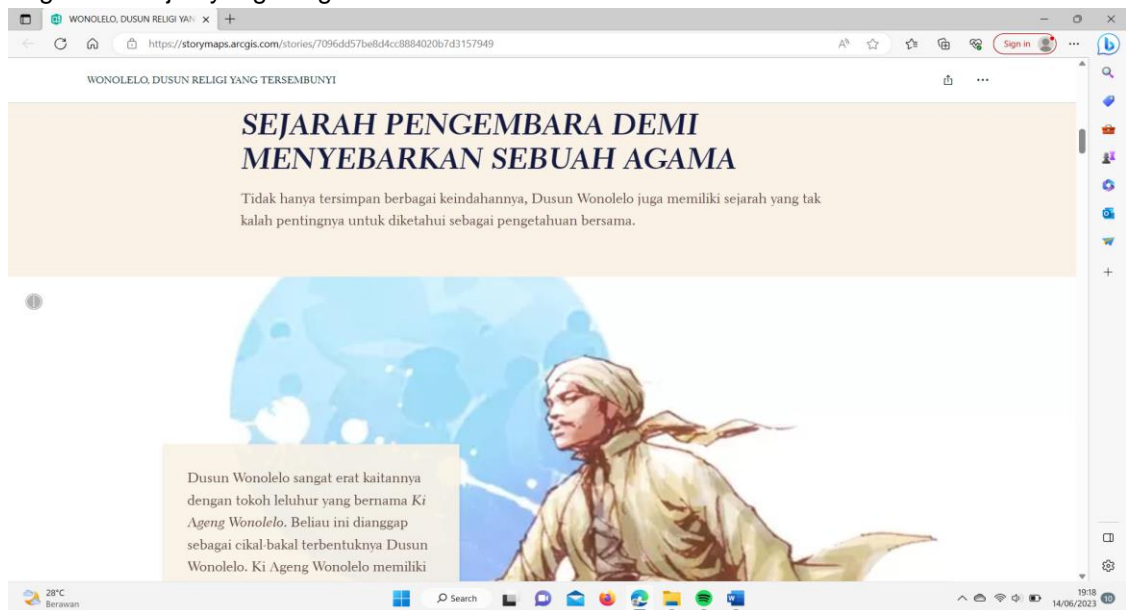 WONOLELO, DUSUN RELIGI YAN
https://storymaps.arcgis.com/stories/7096dd57be8d4cc8884020b7d3157949
Sign in
WONOLELO, DUSUN RELIGI YANG TERSEMBUNYI
SEJARAH PENGEMBARA DEMI
MENYEBARKAN SEBUAH AGAMA
Tidak hanya tersimpan berbagai keindahannya, Dusun Wonolelo juga memiliki sejarah yang tak
kalah pentingnya untuk diketahui sebagai pengetahuan bersama.
Dusun Wonolelo sangat erat kaitannya
dengan tokoh leluhur yang bernama Ki
Ageng Wonolelo. Beliau ini dianggap
sebagai cikal-bakal terbentuknya Dusun
Wonolelo. Ki Ageng Wonolelo memiliki
28°C
Berawan
Search
19:18
14/06/2023
10